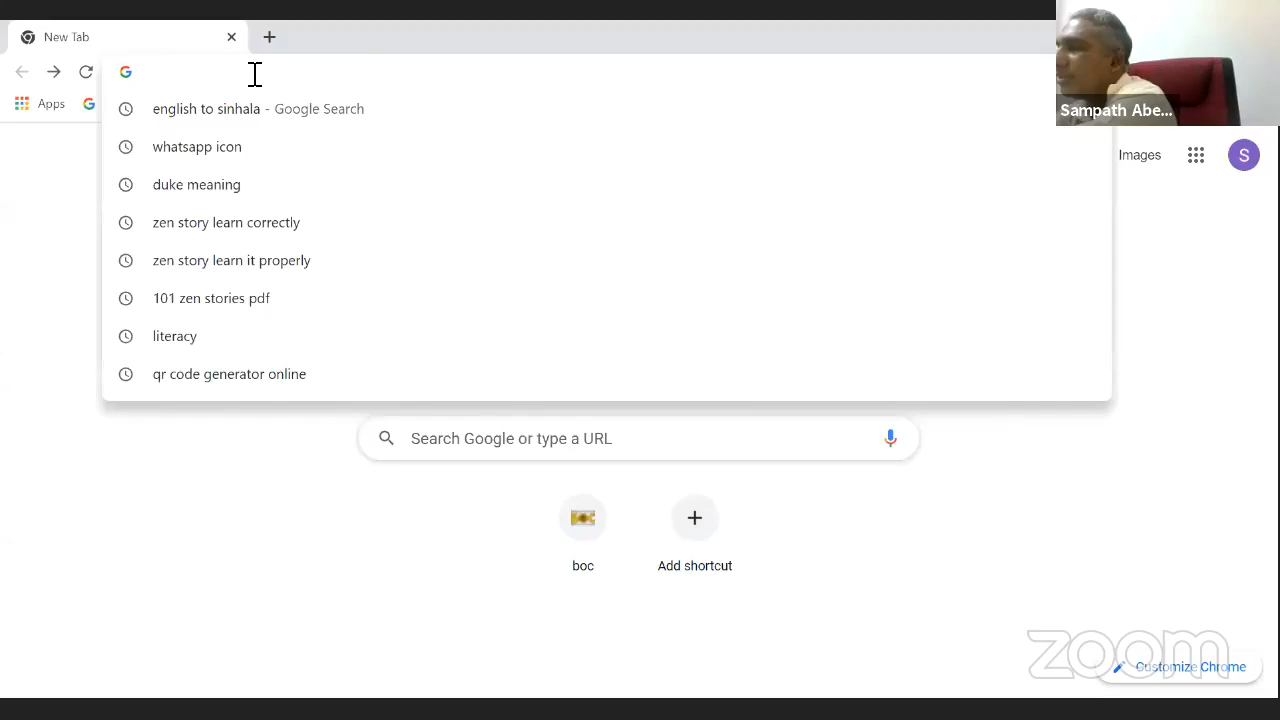 New Tab
Apps
english to sinhala - Google Search
whatsapp icon
duke meaning
zen story learn correctly
zen story learn it properly
101 zen stories pdf
literacy
qr code generator online
Sampath Abe...
Images
S
Search Google or type a URL
boc
Add shortcut
Customize Chrome
zoom